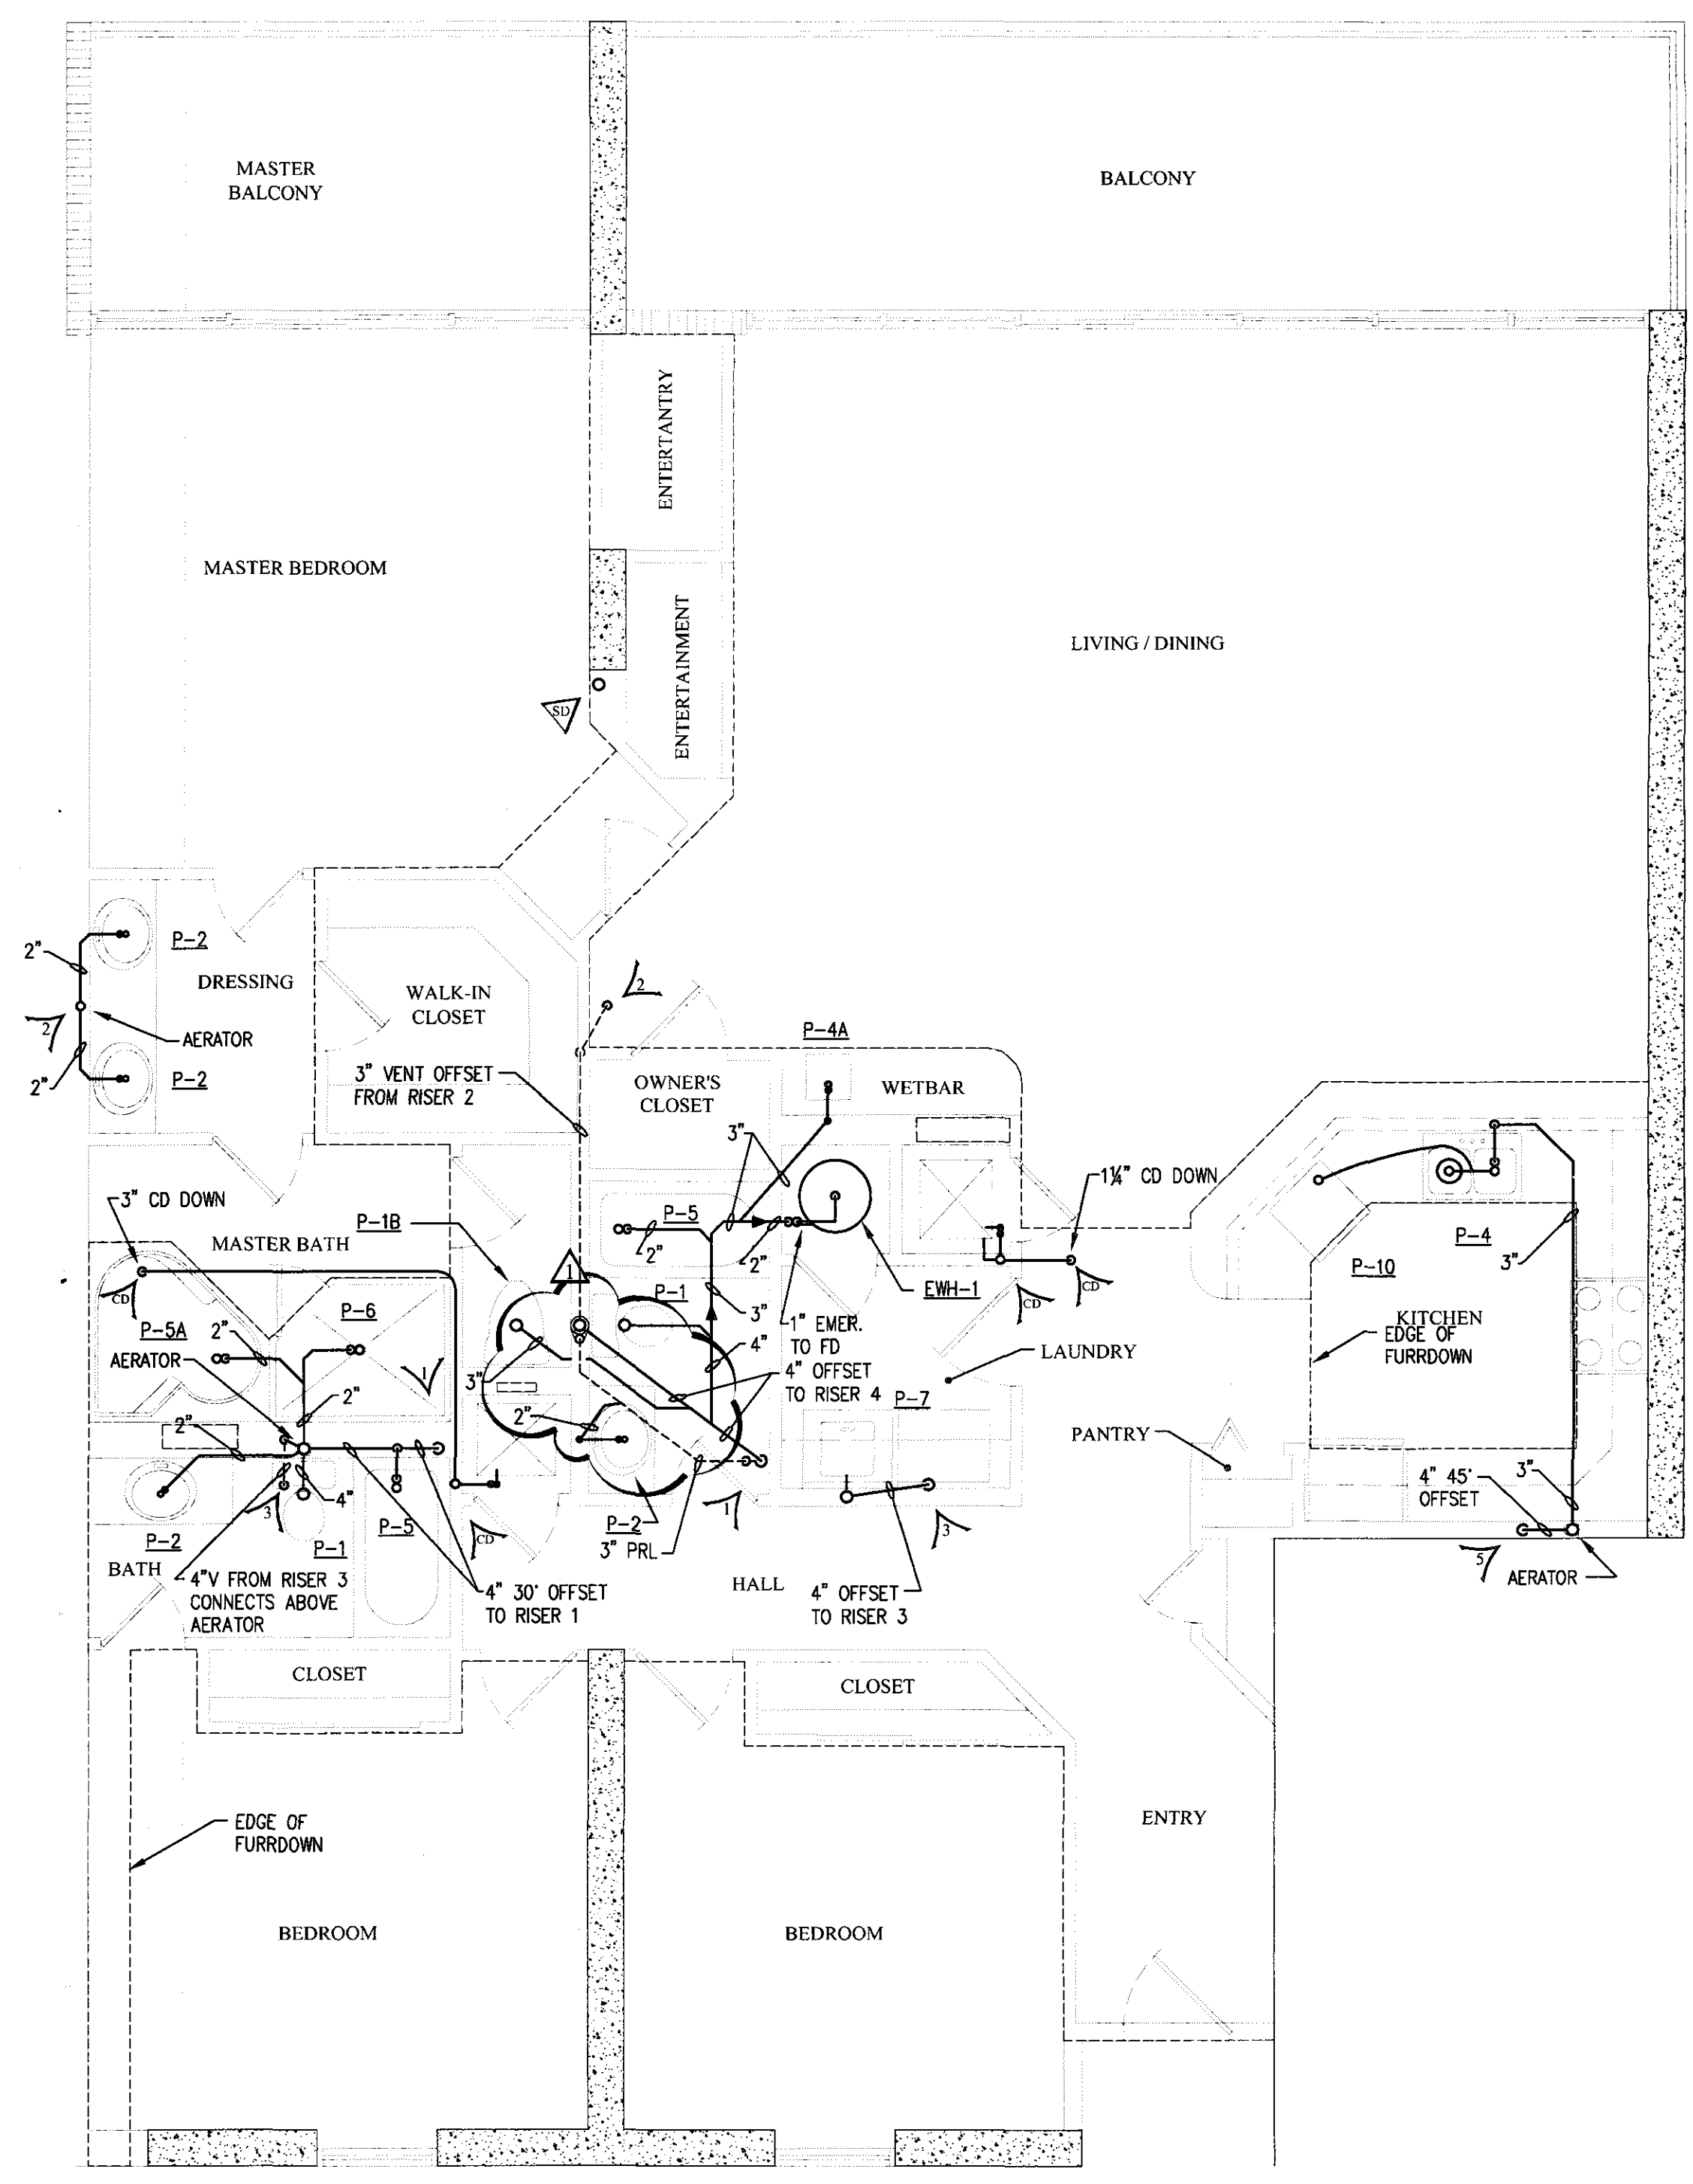 MASTER
BALCONY
BALCONY
ENTERTANTRY
MASTER BEDROOM
ENTERTAINMENT
LIVING / DINING
SD
P-2
2"
DRESSING
WALK-IN
CLOSET
2
2
AERATOR
P-4A
2"
P-2
3" VENT OFFSET
FROM RISER 2
OWNER'S
CLOSET
WETBAR
3"
1¼" CD DOWN
3" CD DOWN
P-1B
P-5
MASTER BATH
2"
2"
P-4
3"
P-10
1
EWH-1
CD
CD
CD
P-6
P-1
3"
1" EMER.
TO FD
KITCHEN
EDGE OF
FURRDOWN
P-5A
2"
AERATOR
4"
LAUNDRY
1
3"
4" OFFSET
TO RISER 4
P-7
2"
2"
2"
PANTRY
4"
3
4" 45°
OFFSET
3"
P-2
P-1
P-5
CD
P-2
1
3
3" PRL
5
BATH
4"V FROM RISER 3
CONNECTS ABOVE
AERATOR
4" 30° OFFSET
TO RISER 1
HALL
4" OFFSET
TO RISER 3
AERATOR
CLOSET
CLOSET
EDGE OF
FURRDOWN
ENTRY
BEDROOM
BEDROOM